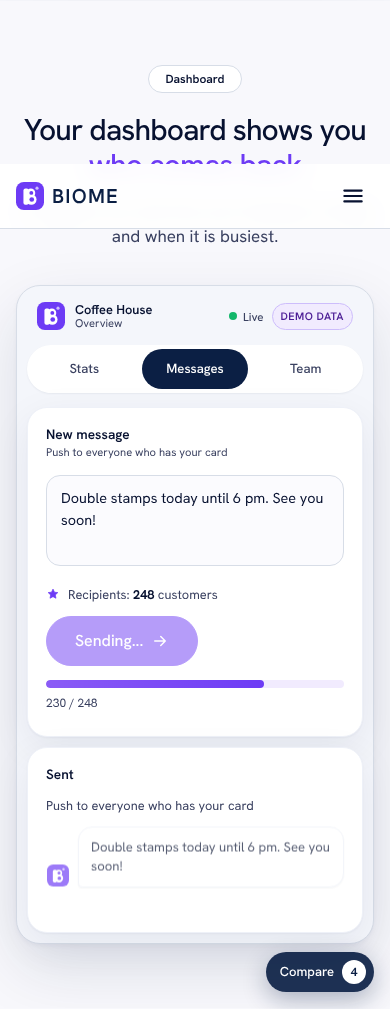 Dashboard
Your dashboard shows you
who comes back
BIOME
and when it is busiest.
Coffee House
Overview
Live
DEMO DATA
Stats
Messages
Team
New message
Push to everyone who has your card
Double stamps today until 6 pm. See you
soon!
Recipients: 248 customers
Sending... →
230 / 248
Sent
Push to everyone who has your card
Double stamps today until 6 pm. See you
soon!
Compare 4